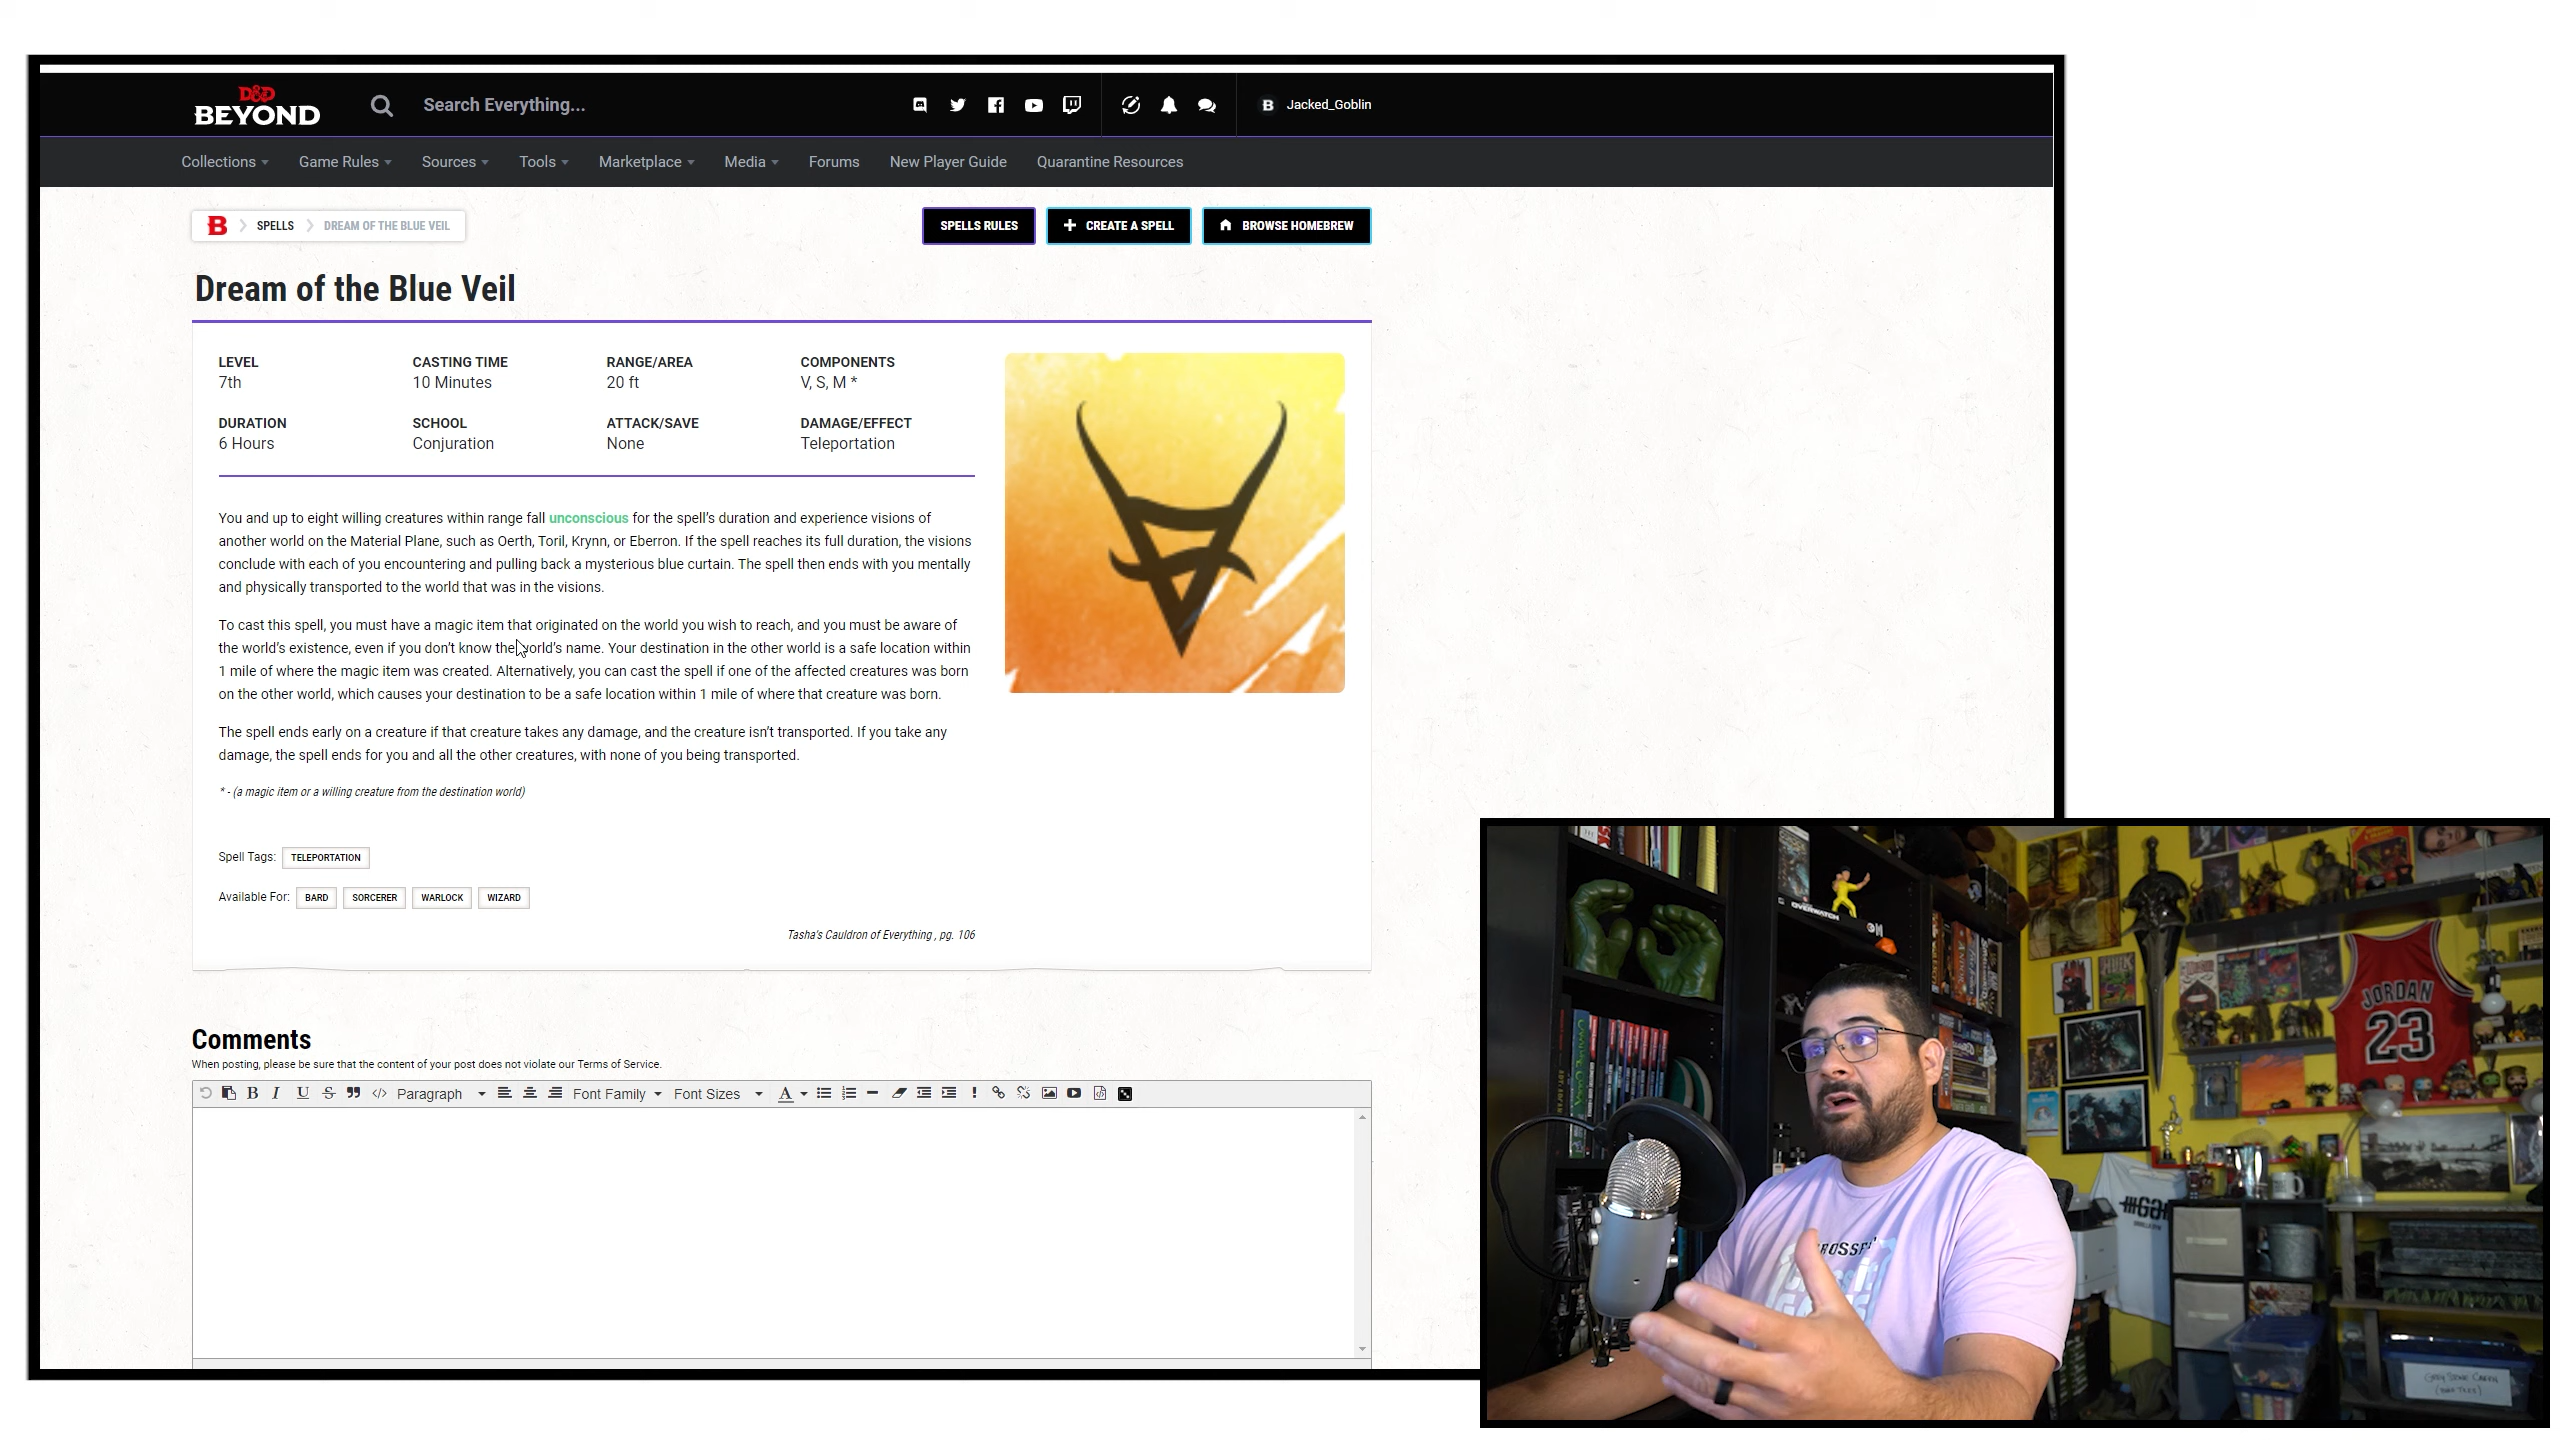 D&D
BEYOND
Search Everything...
Jacked_Goblin
Collections
Game Rules
Sources
Tools
Marketplace
Media
Forums
New Player Guide
Quarantine Resources
SPELLS
DREAM OF THE BLUE VEIL
SPELLS RULES
CREATE A SPELL
BROWSE HOMEBREW
Dream of the Blue Veil
LEVEL
7th
CASTING TIME
10 Minutes
RANGE/AREA
20 ft
COMPONENTS
V, S, M *
DURATION
6 Hours
SCHOOL
Conjuration
ATTACK/SAVE
None
DAMAGE/EFFECT
Teleportation
You and up to eight willing creatures within range fall unconscious for the spell's duration and experience visions of
another world on the Material Plane, such as Oerth, Toril, Krynn, or Eberron. If the spell reaches its full duration, the visions
conclude with each of you encountering and pulling back a mysterious blue curtain. The spell then ends with you mentally
and physically transported to the world that was in the visions.
To cast this spell, you must have a magic item that originated on the world you wish to reach, and you must be aware of
the world's existence, even if you don't know the world's name. Your destination in the other world is a safe location within
1 mile of where the magic item was created. Alternatively, you can cast the spell if one of the affected creatures was born
on the other world, which causes your destination to be a safe location within 1 mile of where that creature was born.
The spell ends early on a creature if that creature takes any damage, and the creature isn't transported. If you take any
damage, the spell ends for you and all the other creatures, with none of you being transported.
* - (a magic item or a willing creature from the destination world)
Spell Tags: TELEPORTATION
Available For: BARD SORCERER WARLOCK WIZARD
Tasha's Cauldron of Everything , pg. 106
Comments
When posting, please be sure that the content of your post does not violate our Terms of Service.
Paragraph
Font Family
Font Sizes
OVERWATCH
JORDAN
23